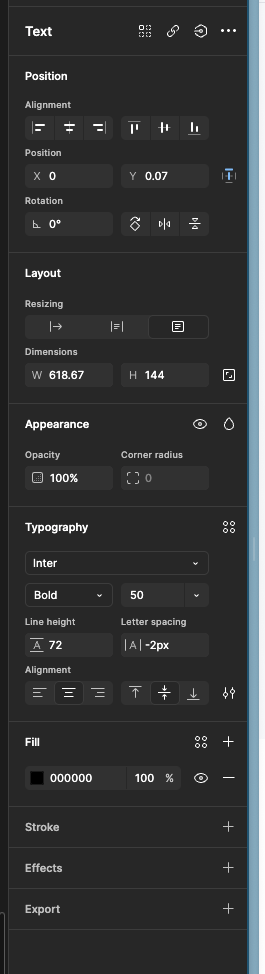 Text
Position
Alignment
Position
X 0 Y 0.07
Rotation
0°
Layout
Resizing
Dimensions
W 618.67 H 144
Appearance
Opacity Corner radius
100% 0
Typography
Inter
Bold 50
Line height Letter spacing
A 72 |A| -2px
Alignment
Fill
000000 100 %
Stroke
Effects
Export